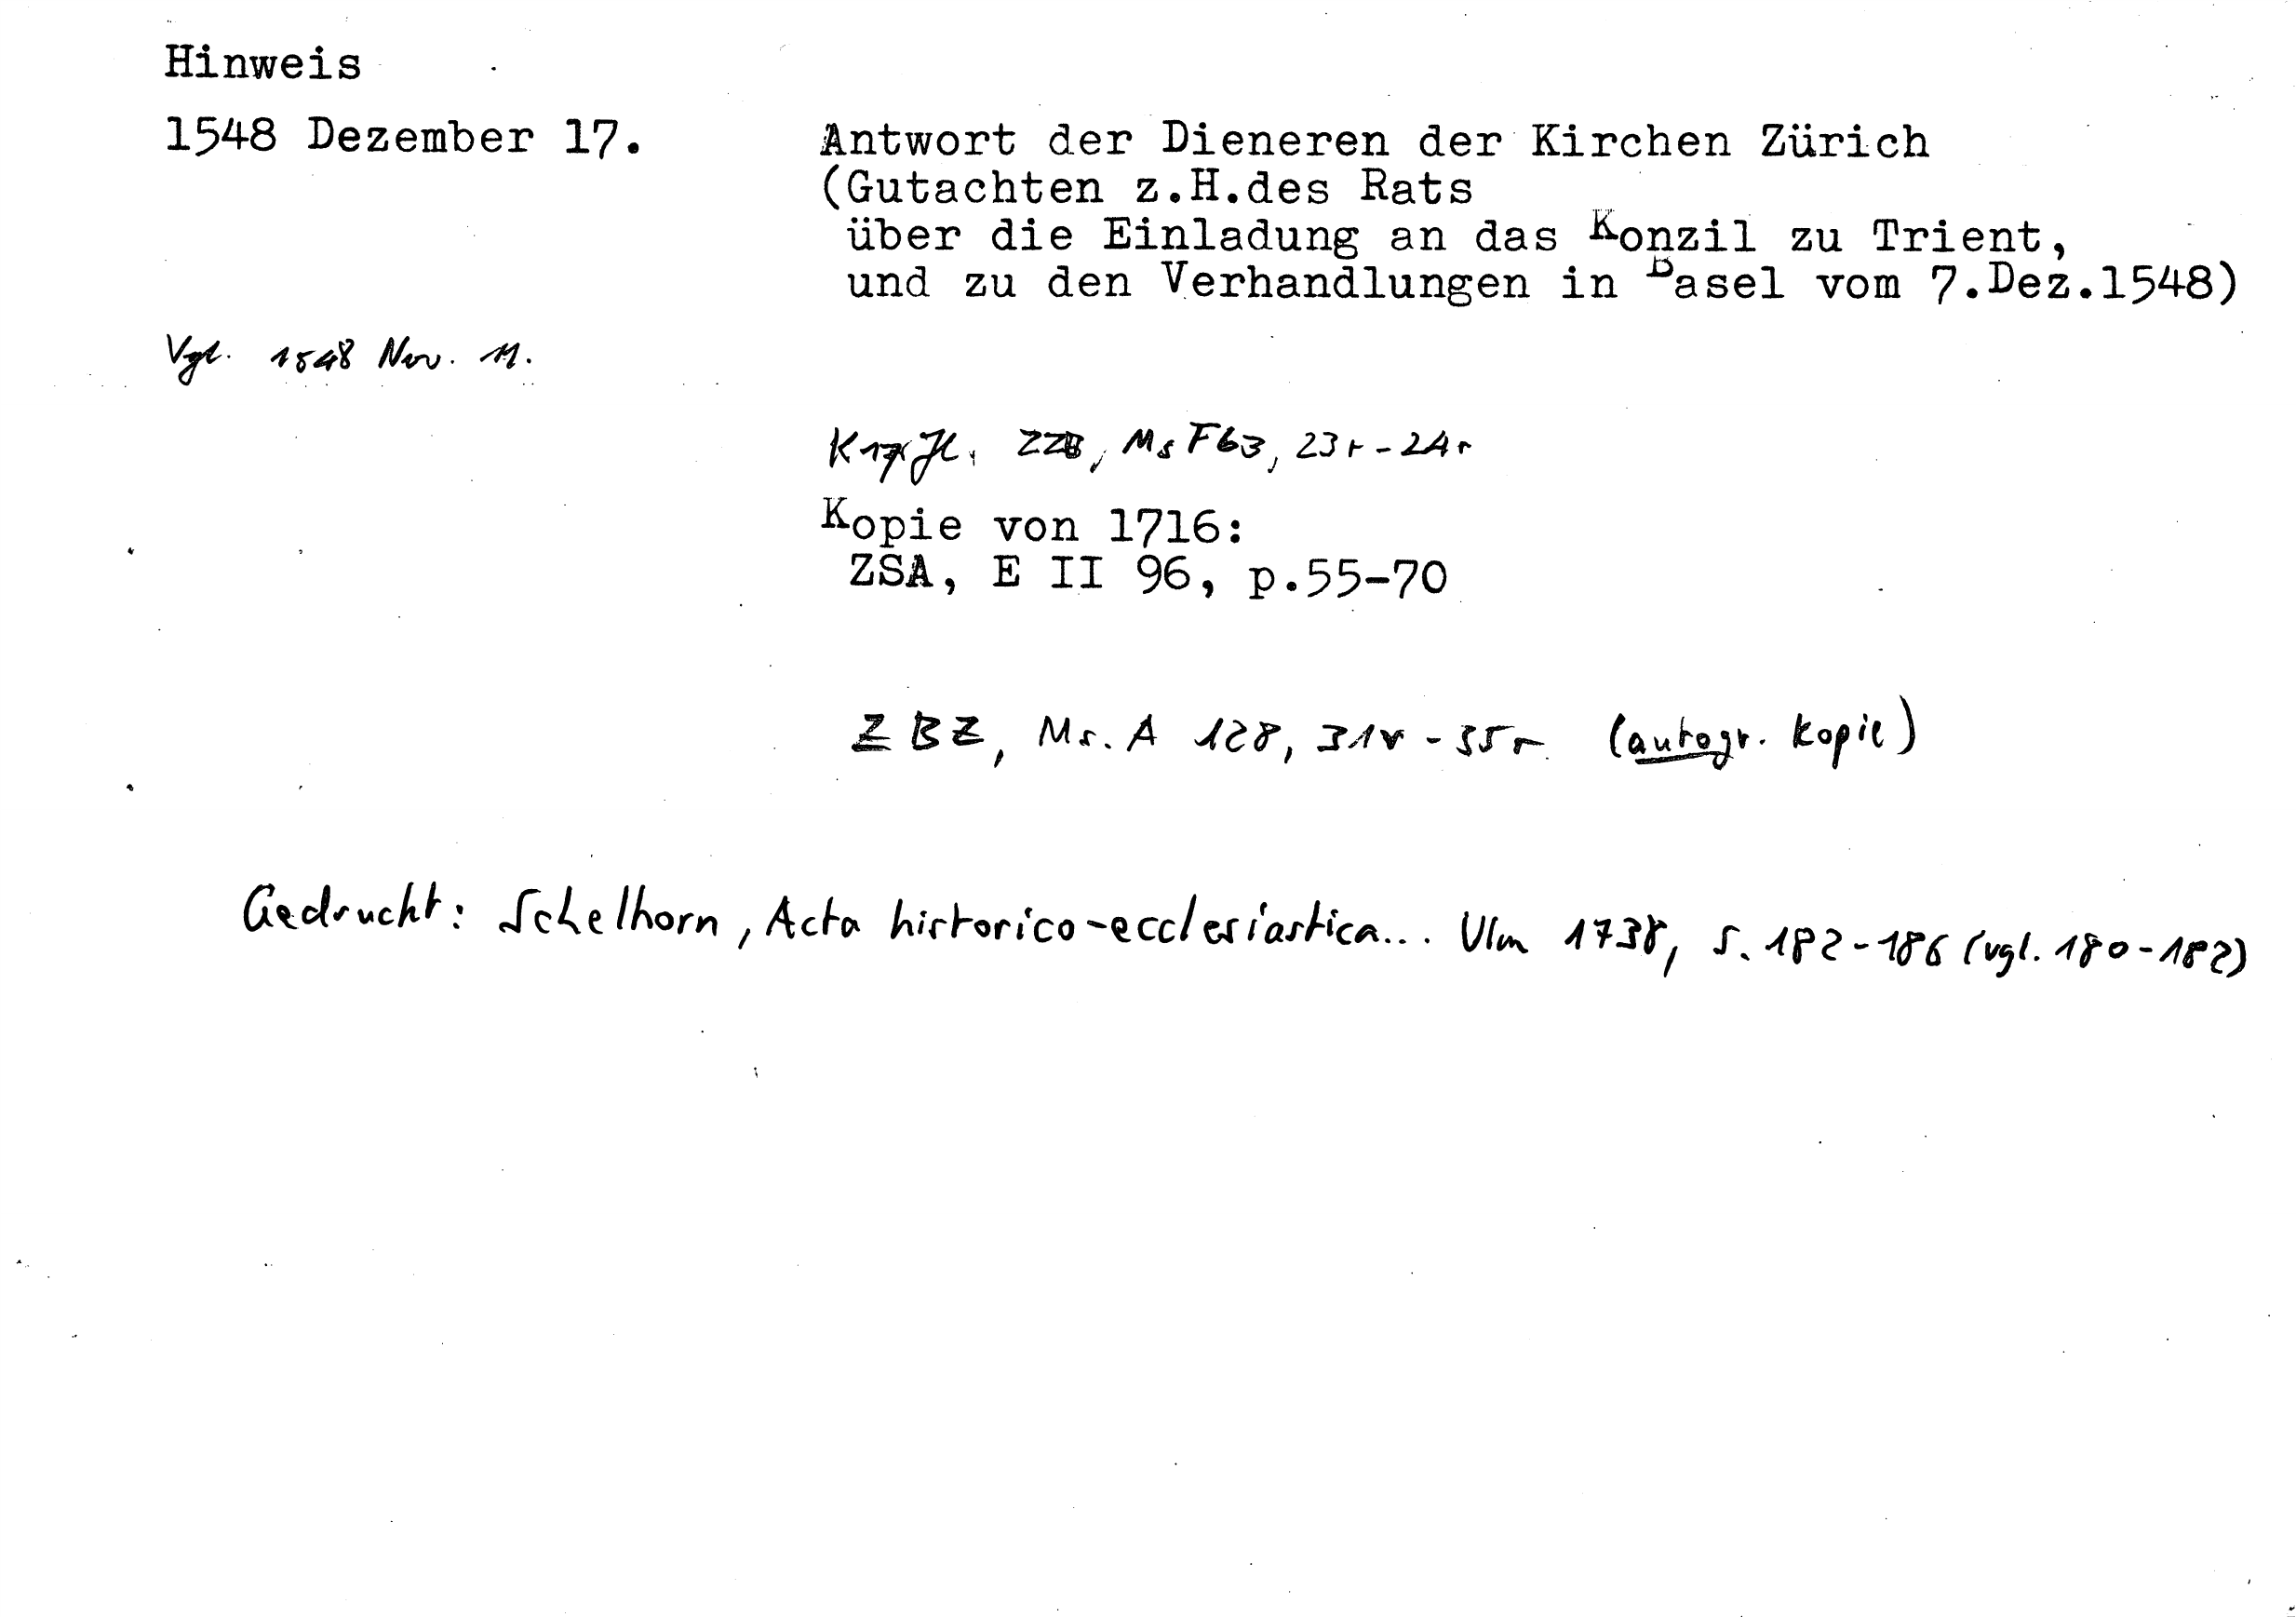 Hinweis
1548 Dezember 17.
Antwort der Dieneren der Kirchen Zürich
(Gutachten z.H.des Rats
über die Einladung an das Konzil zu Trient,
und zu den Verhandlungen in Basel vom 7.Dez.1548)
Vgl. 1548 Nov. 11.
ZZB, Ms F63, 23r-24r
Kopie von 1716:
ZSA, E II 96, p.55-70
ZBZ, Ms. A 128, 31v-35r (autogr. Kopie)
Gedruckt: Schelhorn, Acta historico-ecclesiastica... Ulm 1738, S. 182-186 (vgl. 180-182)